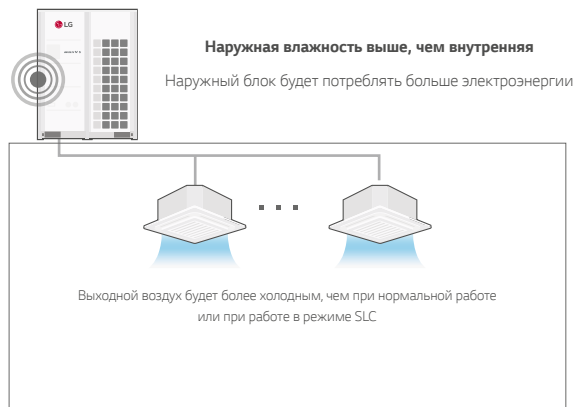 LG
Наружная влажность выше, чем внутренняя
Наружный блок будет потреблять больше электроэнергии
Выходной воздух будет более холодным, чем при нормальной работе
или при работе в режиме SLC